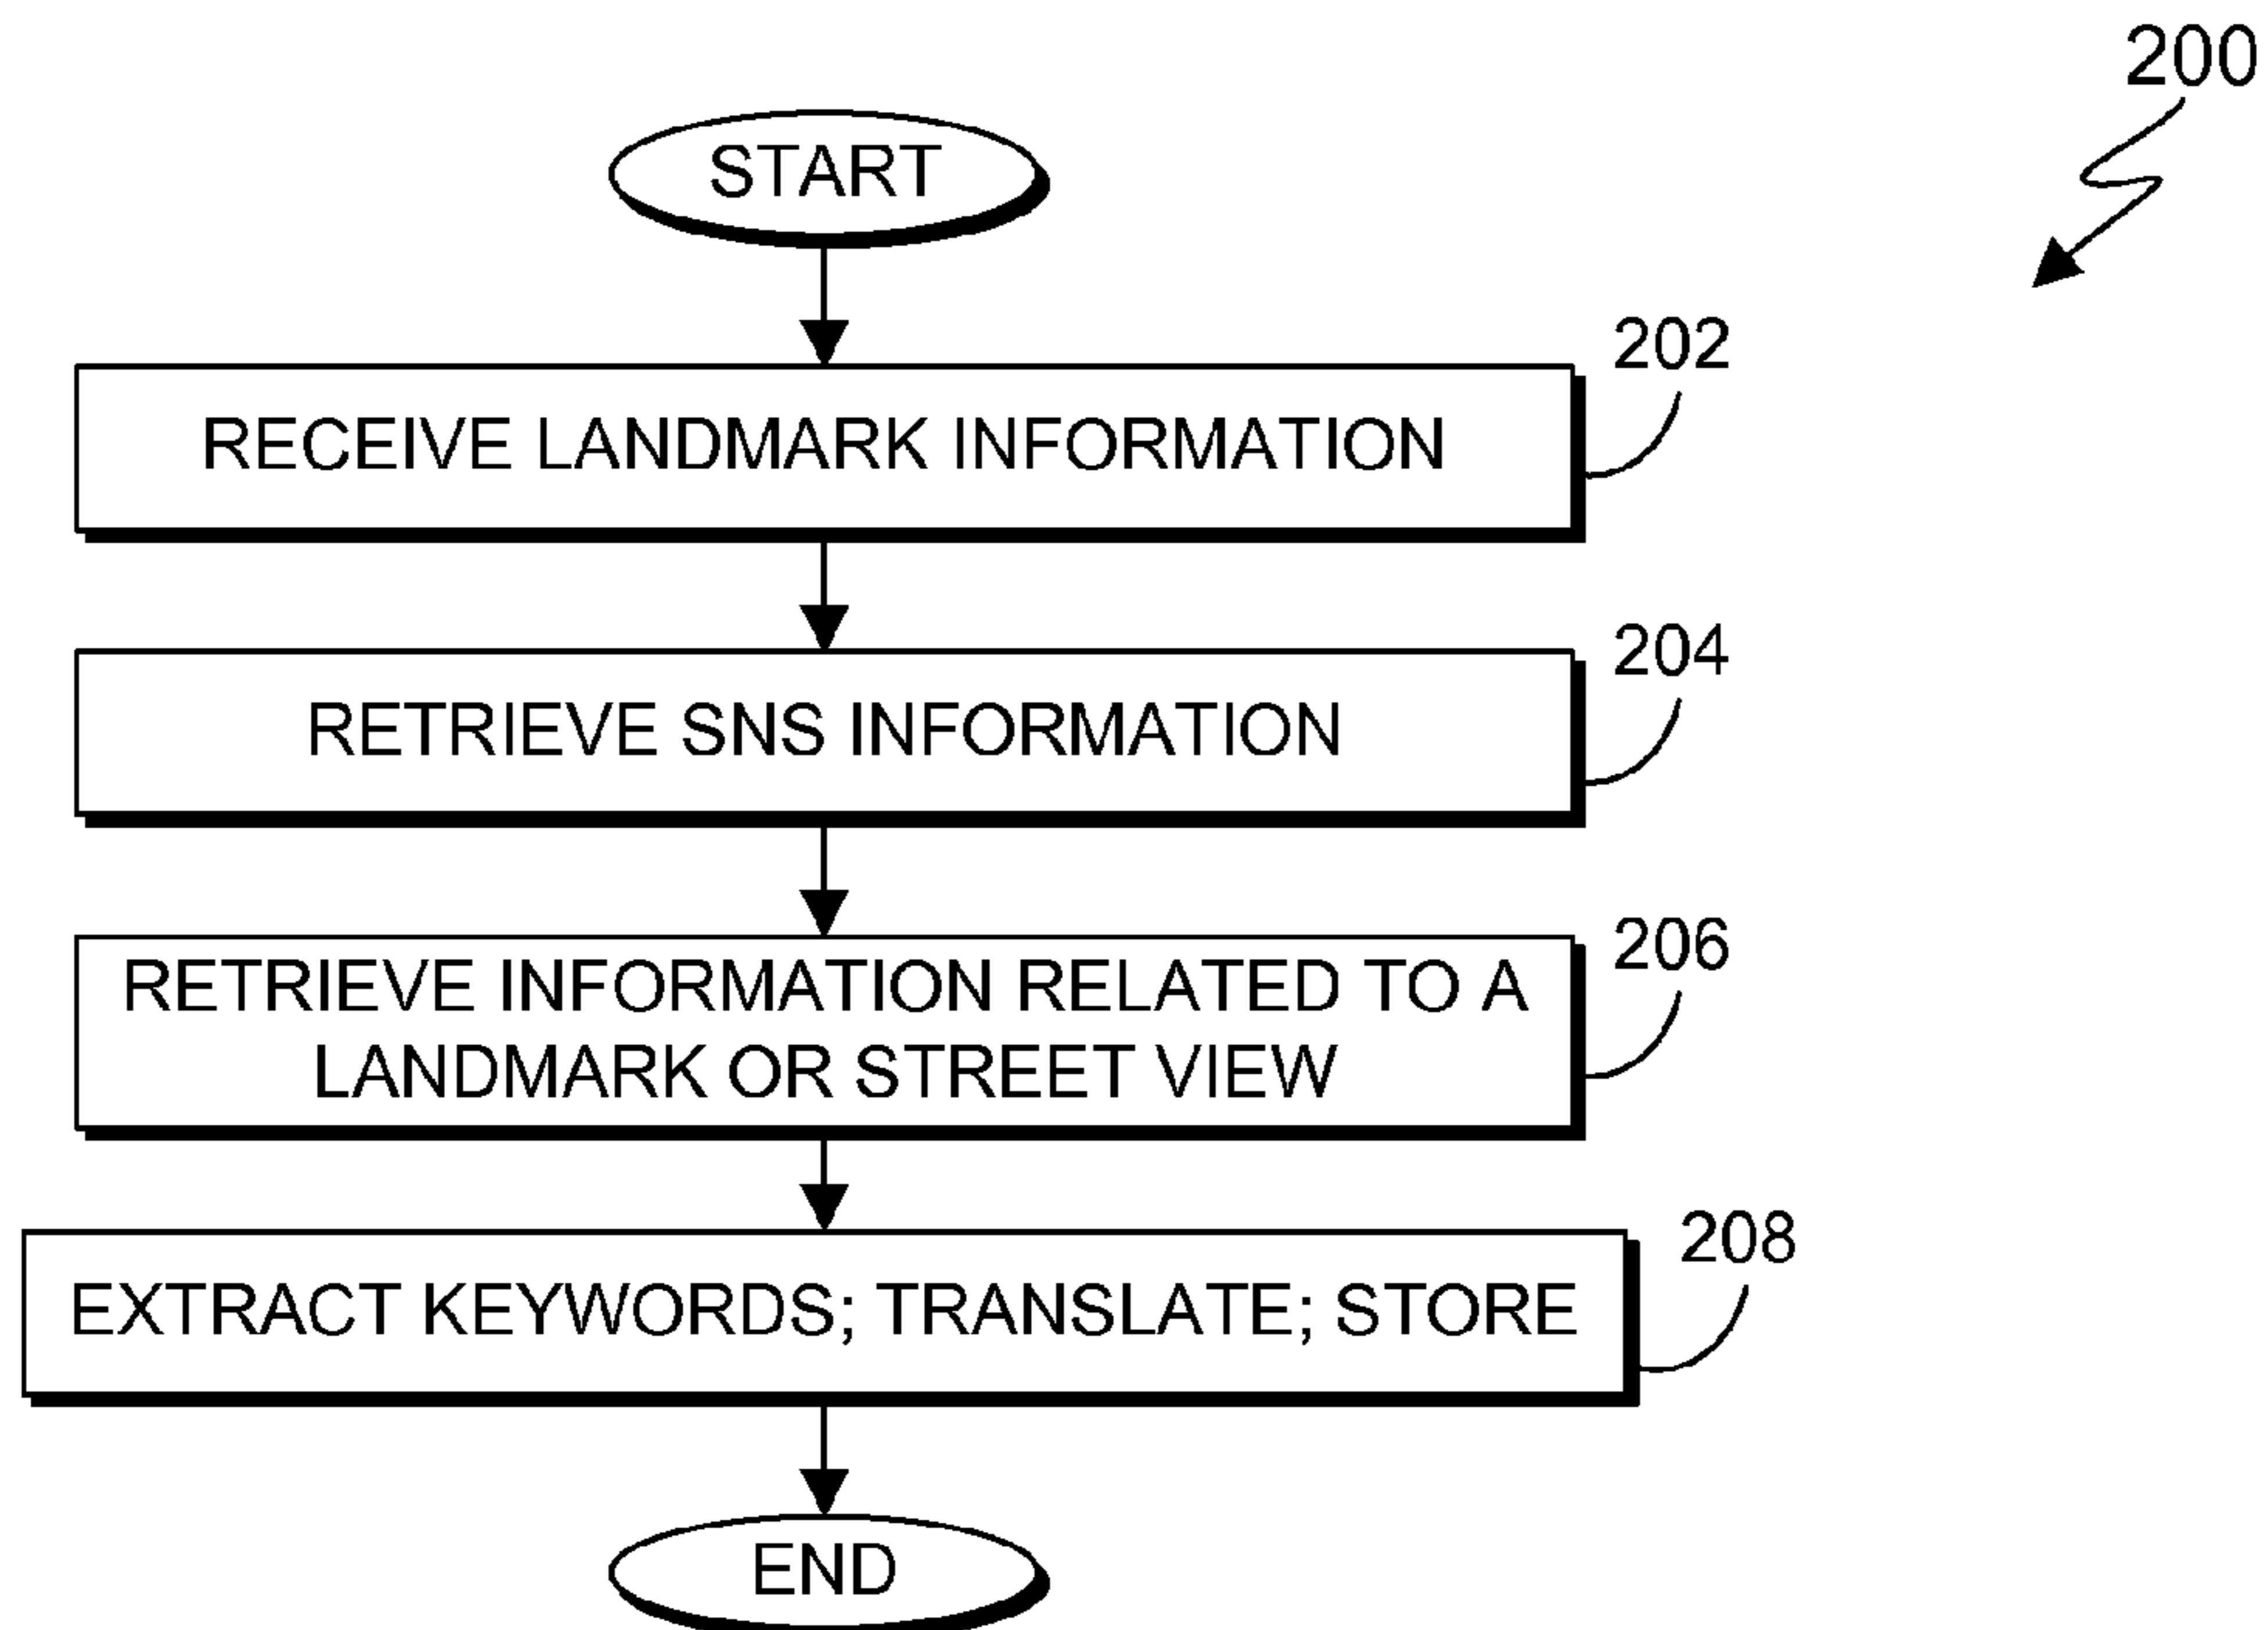 200
START
202
RECEIVE LANDMARK INFORMATION
204
RETRIEVE SNS INFORMATION
206
RETRIEVE INFORMATION RELATED TO A
LANDMARK OR STREET VIEW
208
EXTRACT KEYWORDS; TRANSLATE; STORE
END